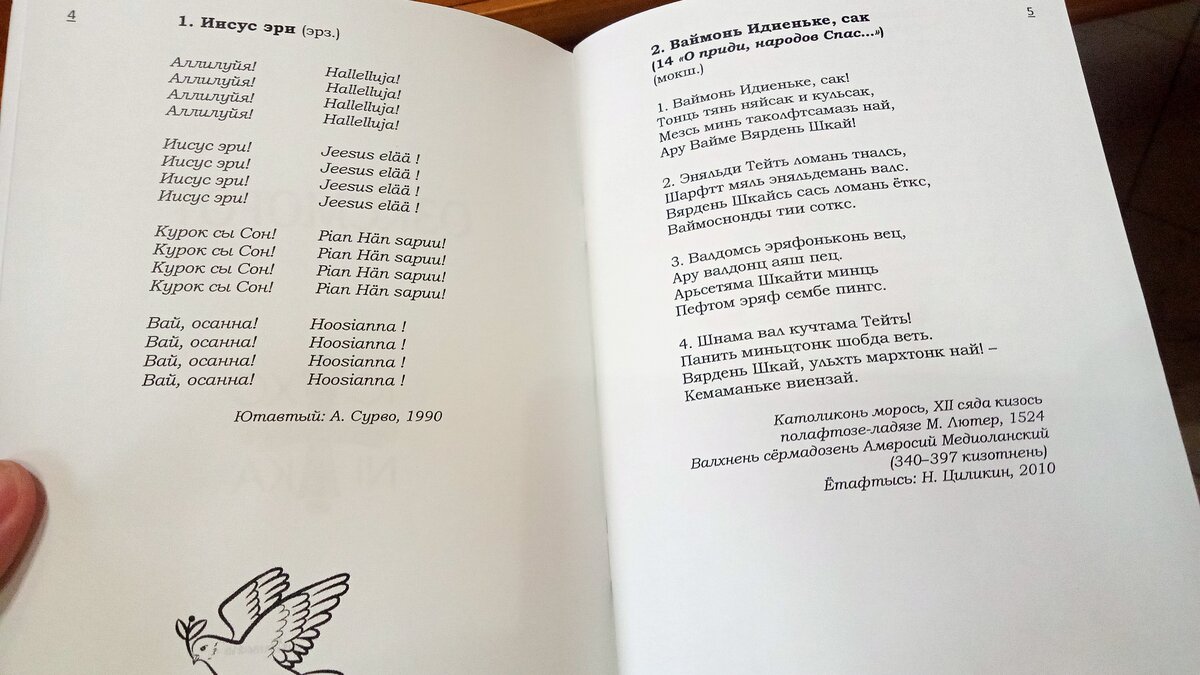 4
1. Иисус эри (эрз.)
Аллилуйя!
Аллилуйя!
Аллилуйя!
Аллилуйя!
Hallelluja!
Hallelluja!
Hallelluja!
Hallelluja!
Иисус эри!
Иисус эри!
Иисус эри!
Иисус эри!
Jeesus elää !
Jeesus elää !
Jeesus elää !
Jeesus elää !
Курок сы Сон!
Курок сы Сон!
Курок сы Сон!
Курок сы Сон!
Pian Hän sapuu!
Pian Hän sapuu!
Pian Hän sapuu!
Pian Hän sapuu!
Вай, осанна!
Вай, осанна!
Вай, осанна!
Вай, осанна!
Hoosianna !
Hoosianna !
Hoosianna !
Hoosianna !
Ютавтый: А. Сурво, 1990
5
2. Ваймонь Идиеньке, сак
(14 «О приди, народов Спас...»)
(мокш.)
1. Ваймонь Идиеньке, сак!
Тонць тянь няйсак и кульсак,
Мезсь минь таколфтсамазь най,
Ару Вайме Вярдень Шкай!
2. Эняльди Тейть ломань тналсь,
Шарфтт мяль эняльдемань валс.
Вярдень Шкайсь сась ломань ёткс,
Ваймоснонды тии соткс.
3. Валдомсь эряфоньконь вец,
Ару валдонц аяш пец.
Арьсетяма Шкайти минць
Пефтом эряф сембе пингс.
4. Шнама вал кучтама Тейть!
Панить миньцтонк шобда веть.
Вярдень Шкай, ульхть мархтонк най! –
Кемаманьке виензай.
Католиконь морось, XII сяда кизось
полафтозе-ладязе М. Лютер, 1524
Валхнень сёрмадозень Амвросий Медиоланский
(340–397 кизотнень)
Ётафтысь: Н. Циликин, 2010